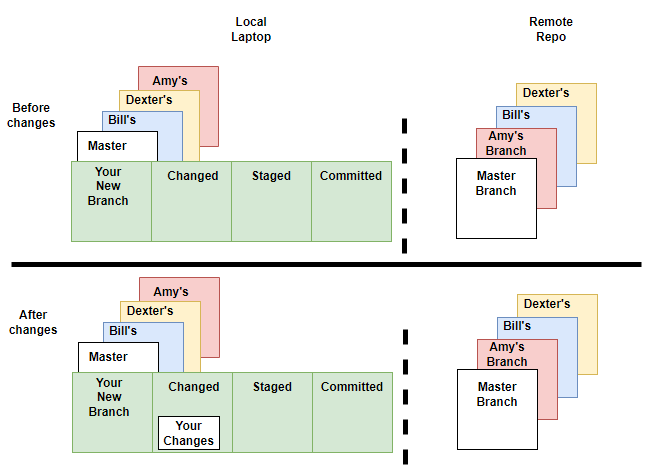 Local
Laptop
Remote
Repo
Before
changes
Amy's
Dexter's
Bill's
Master
Your
New
Branch
Changed
Staged
Committed
Dexter's
Bill's
Amy's
Branch
Master
Branch
After
changes
Amy's
Dexter's
Bill's
Master
Your
New
Branch
Changed
Staged
Committed
Your
Changes
Dexter's
Bill's
Amy's
Branch
Master
Branch